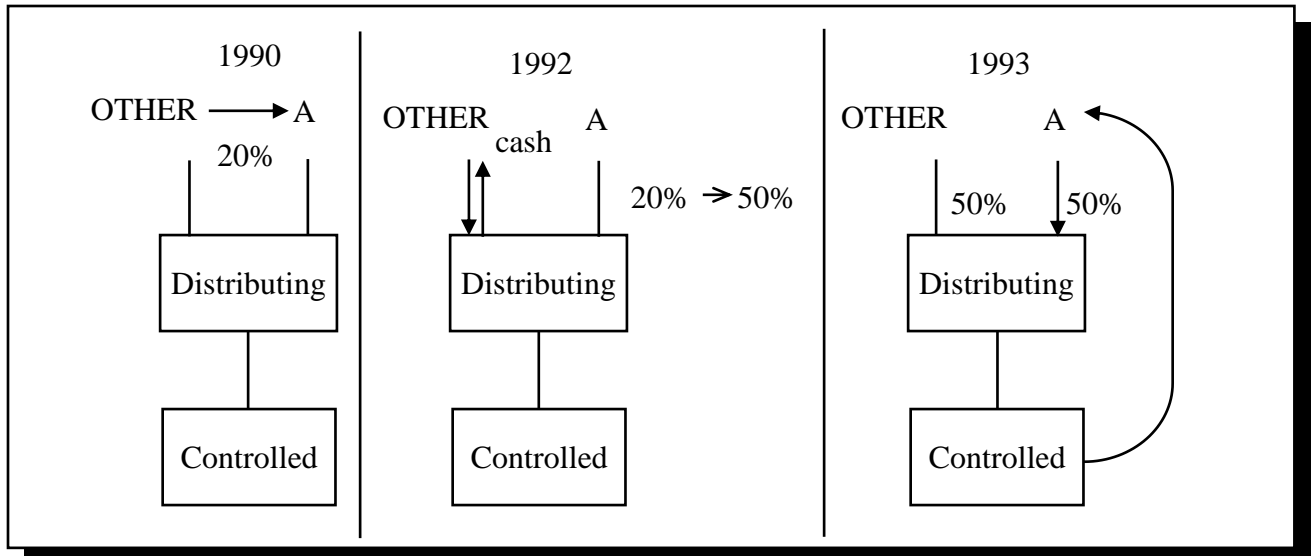 1990
OTHER A
20%
Distributing
Controlled
1992
OTHER A
cash
20% 50%
Distributing
Controlled
1993
OTHER A
50% 50%
Distributing
Controlled